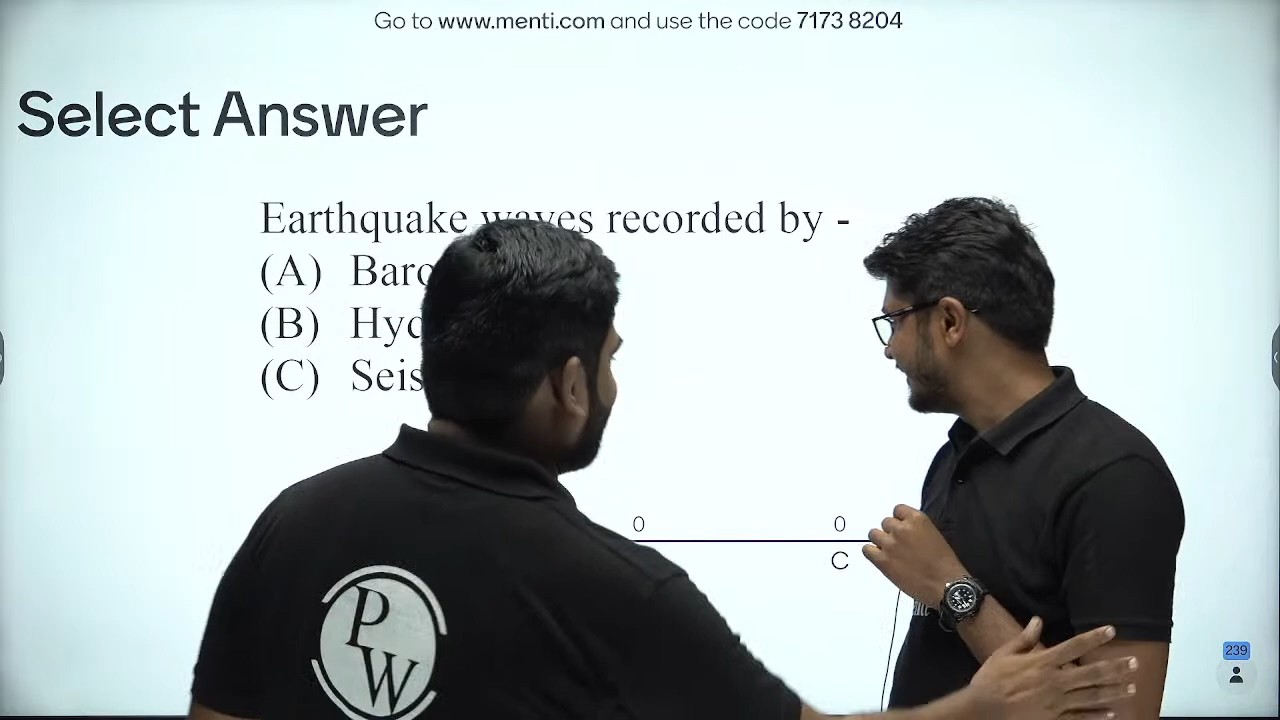 Go to www.menti.com and use the code 7173 8204
Select Answer
Earthquake waves recorded by -
(A) Baro
(B) Hyd
(C) Seis
0 0
C
PW
239